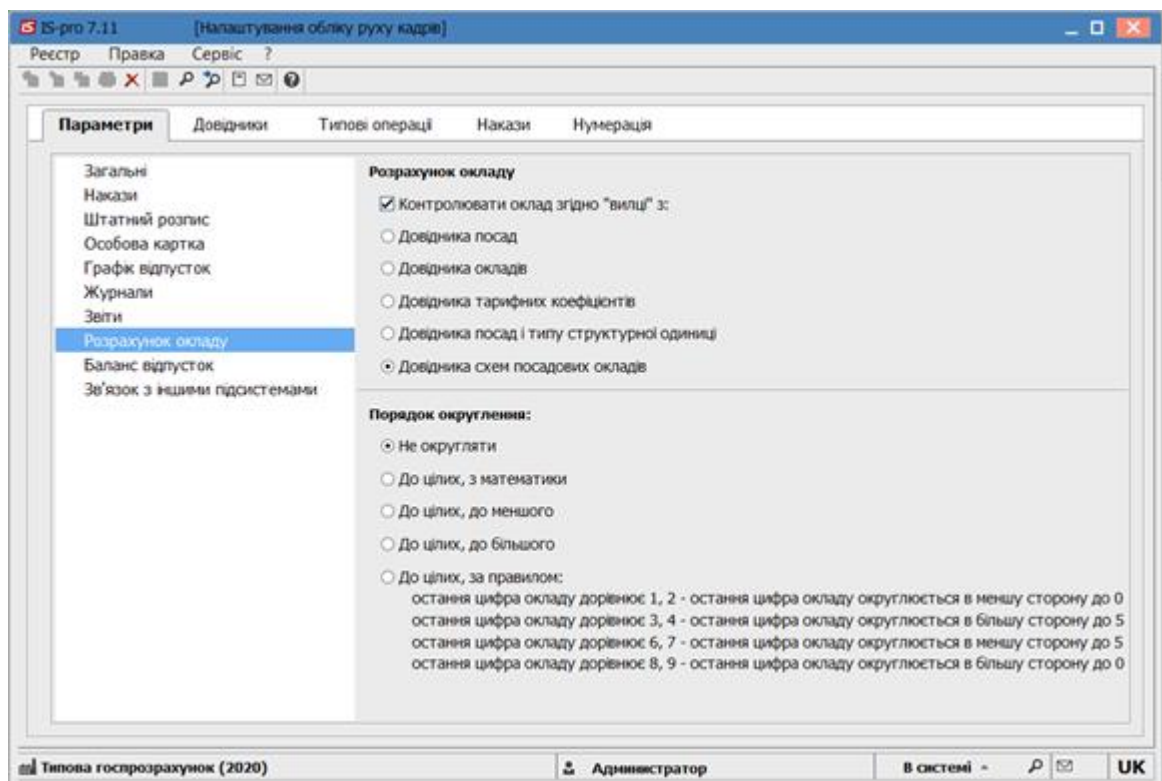 IS-pro 7.11 [Налаштування обліку руху кадрів]
Реєстр Правка Сервіс ?
Параметри Довідники Типові операції Накази Нумерація
Загальні
Накази
Штатний розпис
Особова картка
Графік відпусток
Журнали
Звіти
Розрахунок окладу
Баланс відпусток
Зв'язок з іншими підсистемами
Розрахунок окладу
Контролювати оклад згідно "вилці" з:
Довідника посад
Довідника окладів
Довідника тарифних коефіцієнтів
Довідника посад і типу структурної одиниці
Довідника схем посадових окладів
Порядок округлення:
Не округляти
До цілих, з математики
До цілих, до меншого
До цілих, до більшого
До цілих, за правилом:
остання цифра окладу дорівнює 1, 2 - остання цифра окладу округлюється в меншу сторону до 0
остання цифра окладу дорівнює 3, 4 - остання цифра окладу округлюється в більшу сторону до 5
остання цифра окладу дорівнює 6, 7 - остання цифра окладу округлюється в меншу сторону до 5
остання цифра окладу дорівнює 8, 9 - остання цифра окладу округлюється в більшу сторону до 0
Типова госпрозрахунок (2020) Администратор В системі - UK